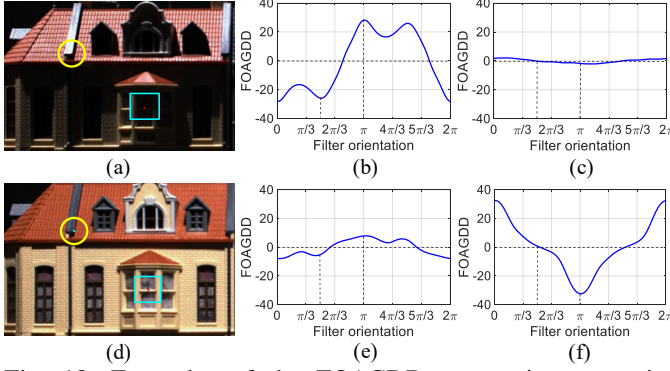 40
20
0
-20
-40
FOAGDD
0 π/3 2π/3 π 4π/3 5π/3 2π
Filter orientation
40
20
0
-20
-40
FOAGDD
0 π/3 2π/3 π 4π/3 5π/3 2π
Filter orientation
(a) (b) (c)
40
20
0
-20
-40
FOAGDD
0 π/3 2π/3 π 4π/3 5π/3 2π
Filter orientation
40
20
0
-20
-40
FOAGDD
0 π/3 2π/3 π 4π/3 5π/3 2π
Filter orientation
(d) (e) (f)